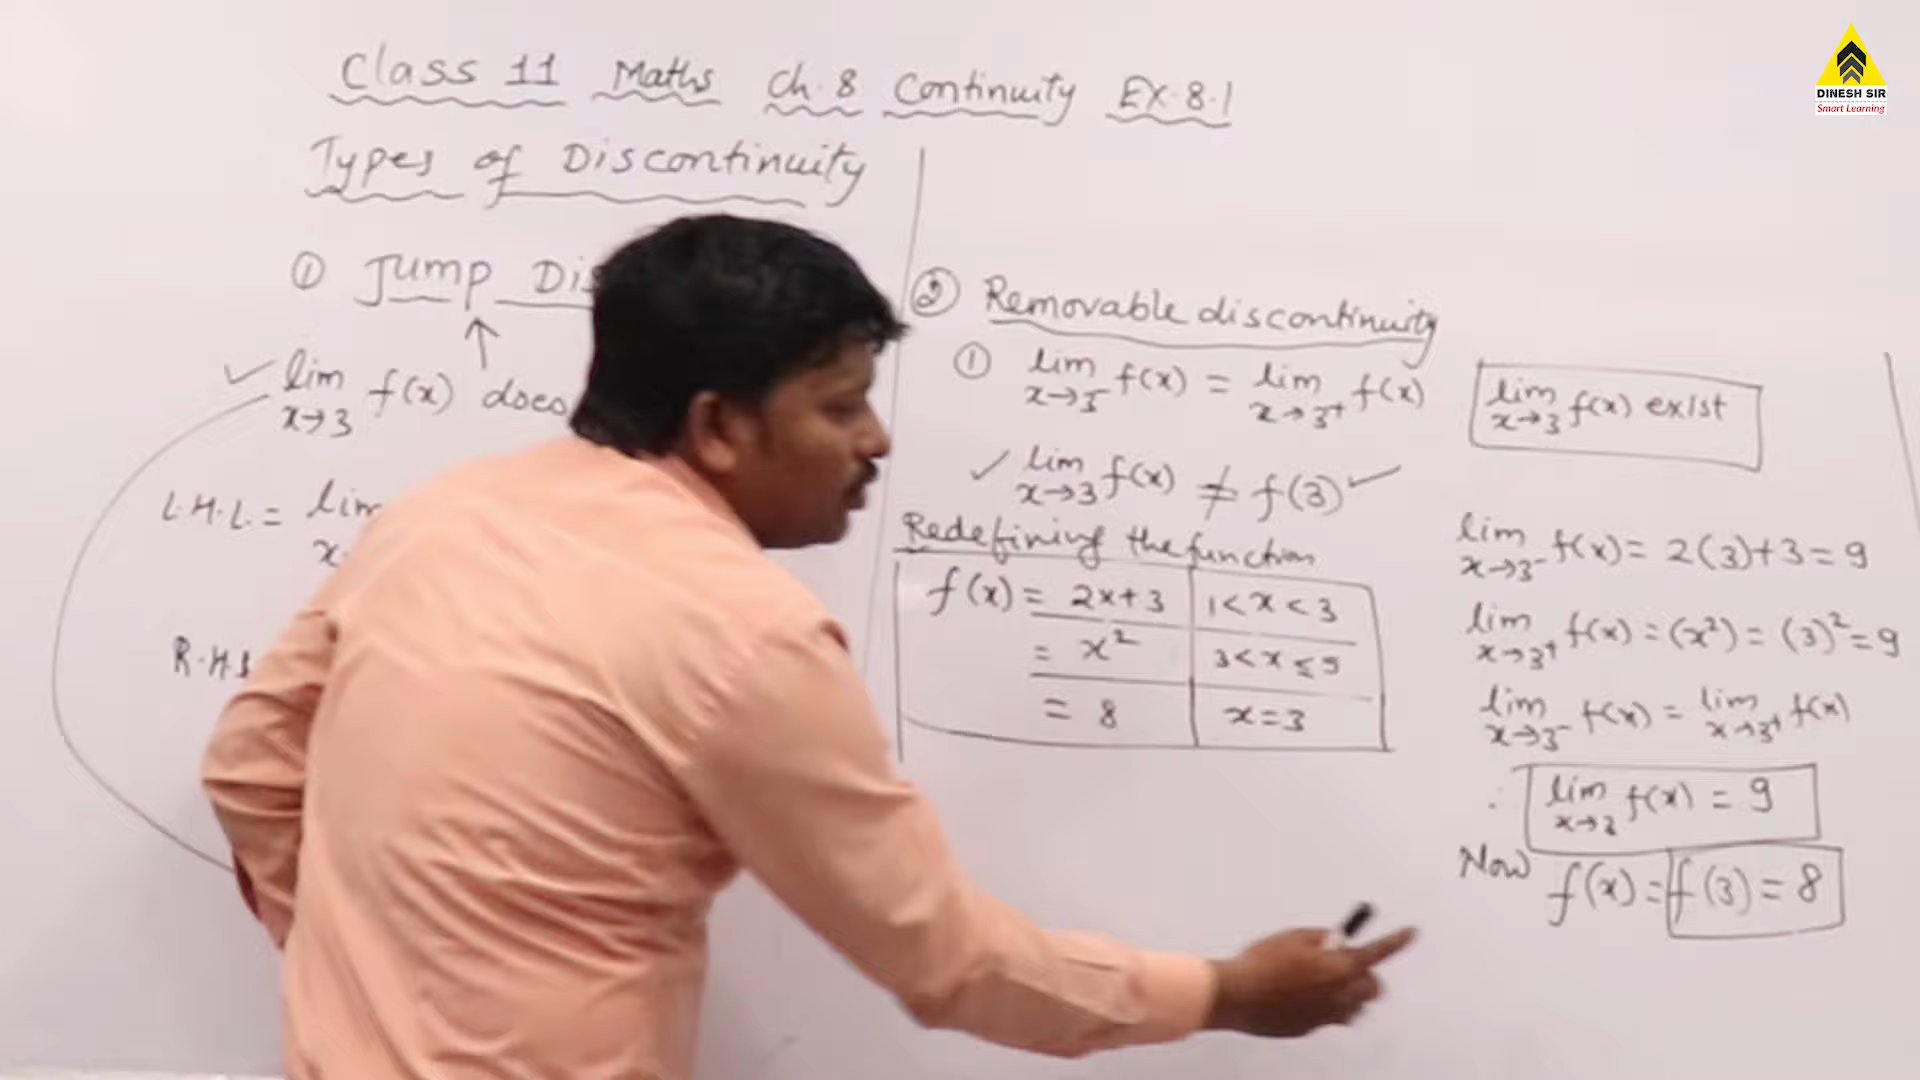 Class 11 Maths Ch. 8 Continuity EX. 8.1
Types of Discontinuity
① Jump
↑
✓ lim x→3 f(x) does
L.H.L. = lim
R.H.
② Removable discontinuity
① lim x→3⁻ f(x) = lim x→3⁺ f(x)
✓ lim x→3 f(x) ≠ f(3) ✓
Redefining the function
f(x) = 2x+3 1 < x < 3
= x² 3 < x ≤ 5
= 8 x = 3
lim x→3 f(x) exist
lim x→3⁻ f(x) = 2(3)+3 = 9
lim x→3⁺ f(x) = (x²) = (3)² = 9
lim x→3⁻ f(x) = lim x→3⁺ f(x)
∴ lim x→3 f(x) = 9
Now f(x) = f(3) = 8
DINESH SIR
Smart Learning